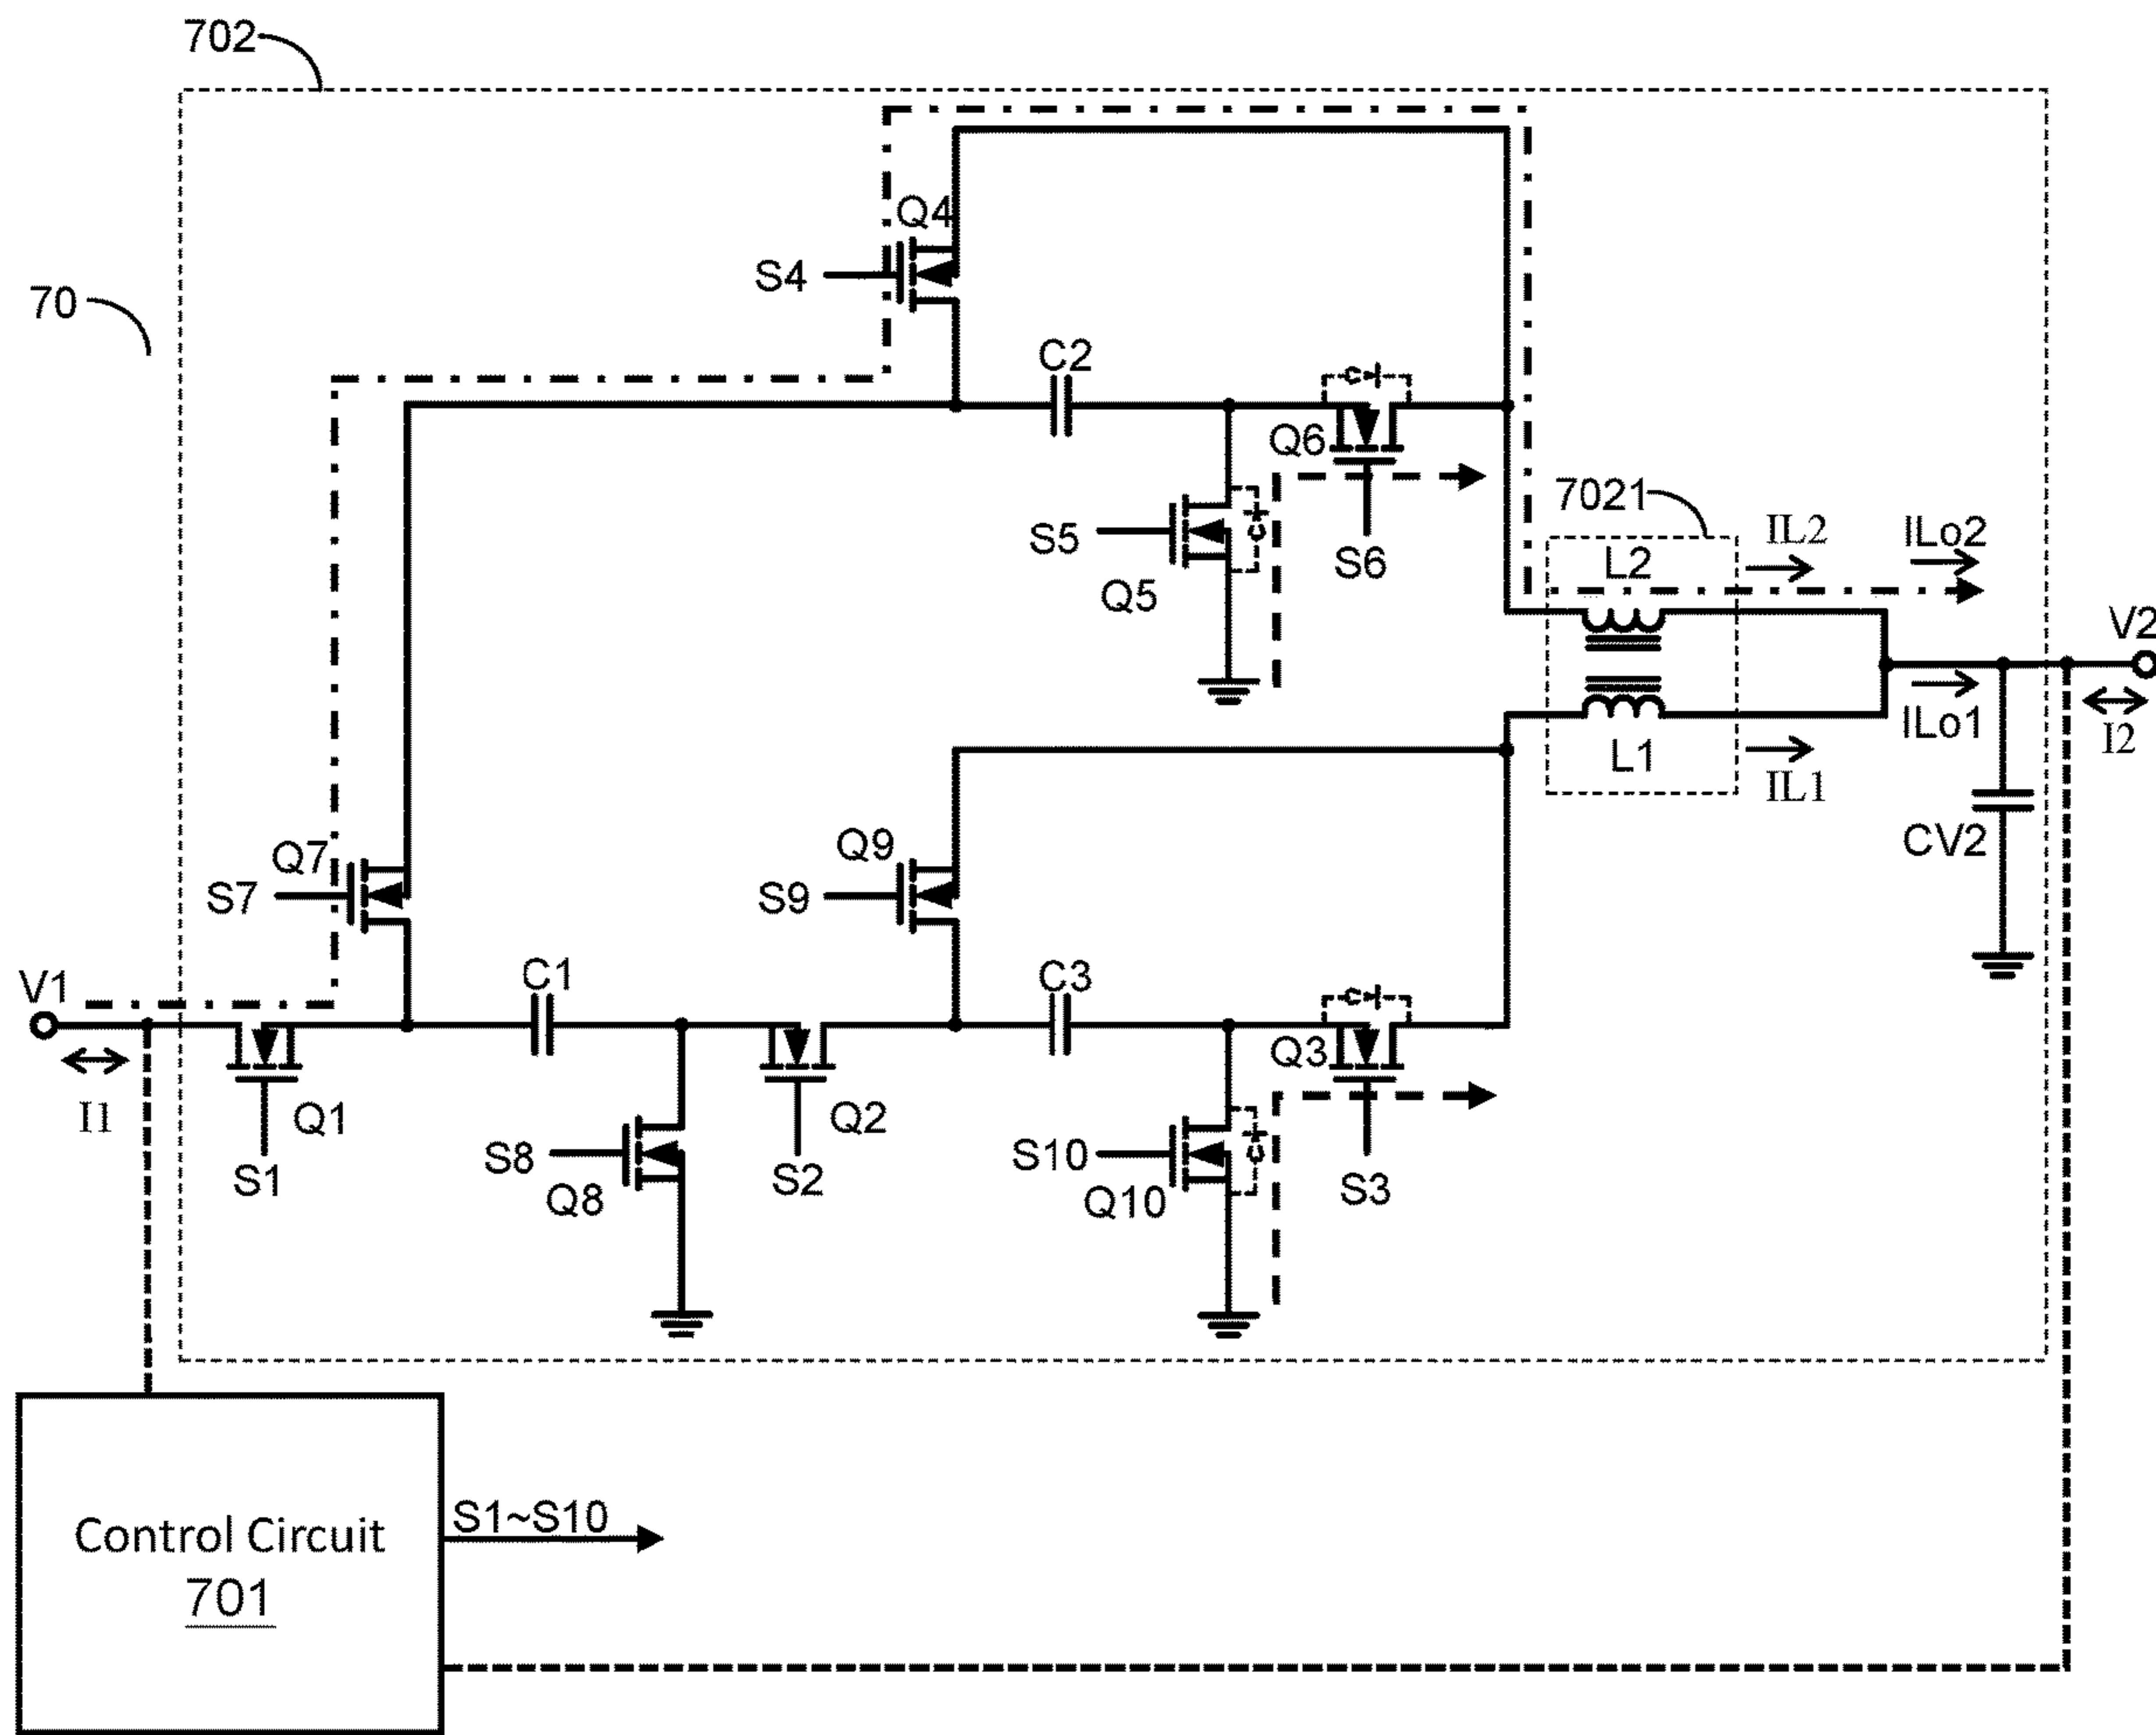 702
Q4
S4
70
C2
Q6
7021
IL2
ILo2
S5
S6
L2
Q5
V2
ILo1
L1
I2
IL1
Q7
Q9
CV2
S7
S9
V1
C1
C3
Q3
I1
Q1
S8
Q2
S10
S1
Q8
S2
Q10
S3
S1~S10
Control Circuit
701